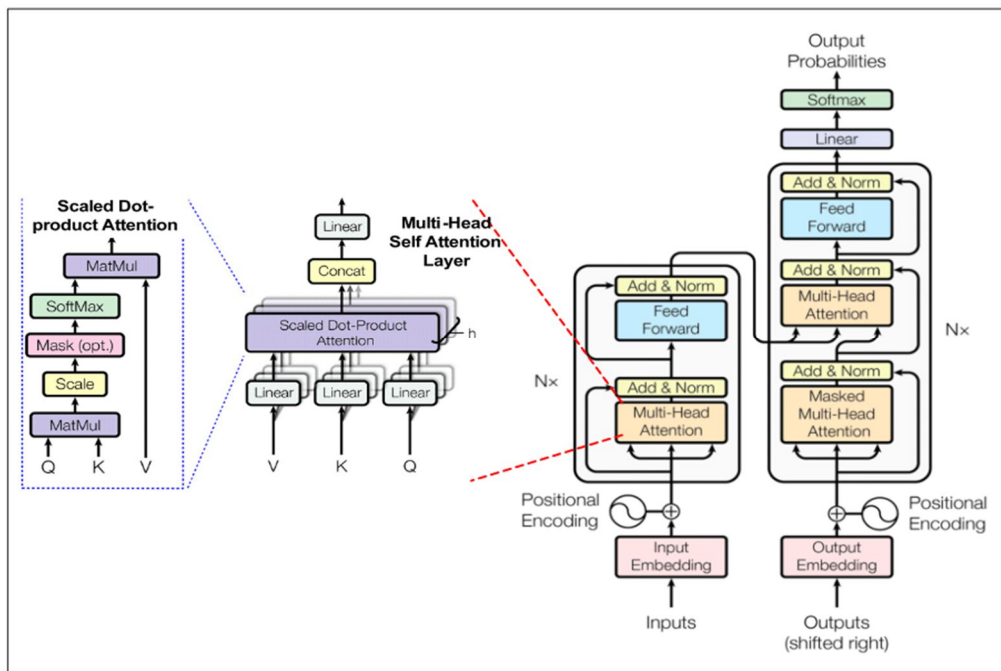 Scaled Dot-
product Attention
MatMul
SoftMax
Mask (opt.)
Scale
MatMul
Q
K
V
Multi-Head
Self Attention
Layer
Linear
Concat
Scaled Dot-Product
Attention
h
Linear
Linear
Linear
V
K
Q
Add & Norm
Feed
Forward
N×
Add & Norm
Multi-Head
Attention
Positional
Encoding
Input
Embedding
Inputs
Output
Probabilities
Softmax
Linear
Add & Norm
Feed
Forward
Add & Norm
Multi-Head
Attention
N×
Add & Norm
Masked
Multi-Head
Attention
Positional
Encoding
Output
Embedding
Outputs
(shifted right)